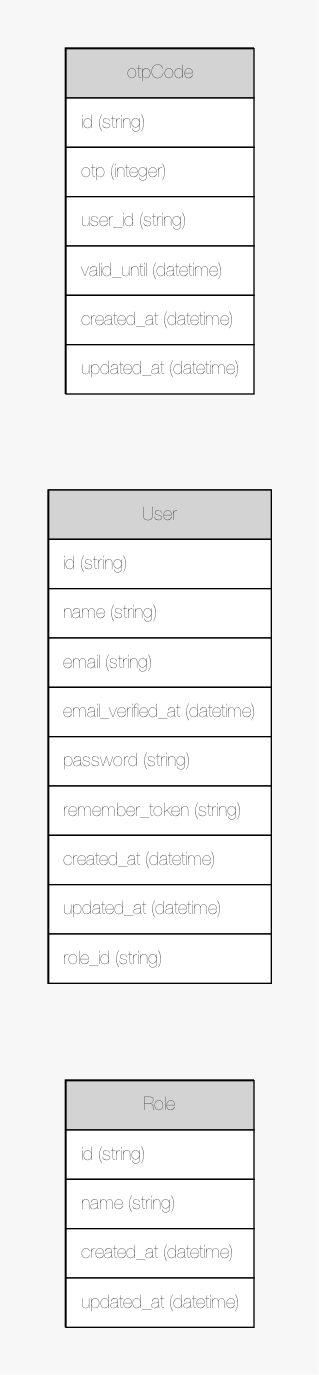 otpCode
id (string)
otp (integer)
user_id (string)
valid_until (datetime)
created_at (datetime)
updated_at (datetime)
User
id (string)
name (string)
email (string)
email_verified_at (datetime)
password (string)
remember_token (string)
created_at (datetime)
updated_at (datetime)
role_id (string)
Role
id (string)
name (string)
created_at (datetime)
updated_at (datetime)